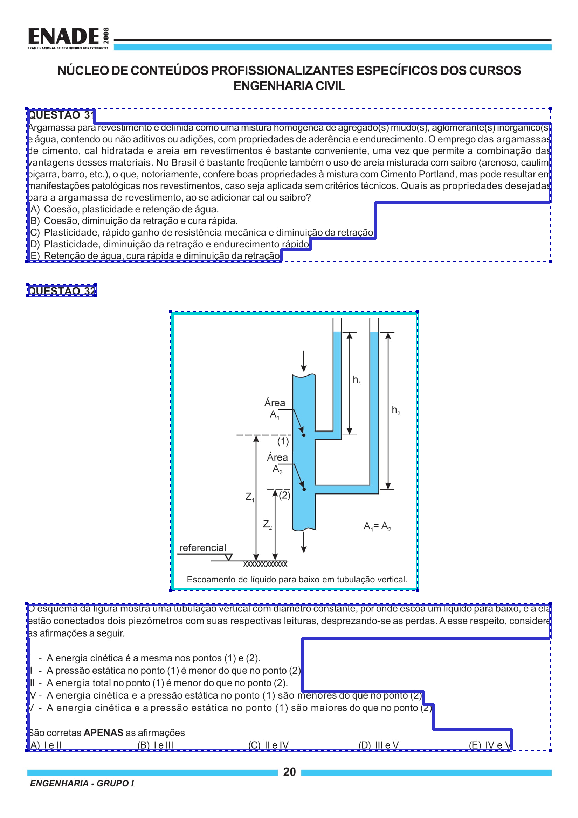 ENADE 2008
EXAME NACIONAL DE DESEMPENHO DOS ESTUDANTES
NÚCLEO DE CONTEÚDOS PROFISSIONALIZANTES ESPECÍFICOS DOS CURSOS
ENGENHARIA CIVIL
QUESTÃO 31
Argamassa para revestimento é definida como uma mistura homogênea de agregado(s) miúdo(s), aglomerante(s) inorgânico(s)
e água, contendo ou não aditivos ou adições, com propriedades de aderência e endurecimento. O emprego das argamassas
de cimento, cal hidratada e areia em revestimentos é bastante conveniente, uma vez que permite a combinação das
vantagens desses materiais. No Brasil é bastante freqüente também o uso de areia misturada com saibro (arenoso, caulim,
piçarra, barro, etc.), o que, notoriamente, confere boas propriedades à mistura com Cimento Portland, mas pode resultar em
manifestações patológicas nos revestimentos, caso seja aplicada sem critérios técnicos. Quais as propriedades desejadas
para a argamassa de revestimento, ao se adicionar cal ou saibro?
(A) Coesão, plasticidade e retenção de água.
(B) Coesão, diminuição da retração e cura rápida.
(C) Plasticidade, rápido ganho de resistência mecânica e diminuição da retração.
(D) Plasticidade, diminuição da retração e endurecimento rápido.
(E) Retenção de água, cura rápida e diminuição da retração.
QUESTÃO 32
h1
h2
Área
A1
(1)
Área
A2
(2)
Z1
Z2
A1= A2
referencial
Escoamento de líquido para baixo em tubulação vertical.
O esquema da figura mostra uma tubulação vertical com diâmetro constante, por onde escoa um líquido para baixo, e a ela
estão conectados dois piezômetros com suas respectivas leituras, desprezando-se as perdas. A esse respeito, considere
as afirmações a seguir.
I - A energia cinética é a mesma nos pontos (1) e (2).
II - A pressão estática no ponto (1) é menor do que no ponto (2).
III - A energia total no ponto (1) é menor do que no ponto (2).
IV - A energia cinética e a pressão estática no ponto (1) são menores do que no ponto (2).
V - A energia cinética e a pressão estática no ponto (1) são maiores do que no ponto (2).
São corretas APENAS as afirmações
(A) I e II (B) I e III (C) II e IV (D) III e V (E) IV e V
20
ENGENHARIA - GRUPO I